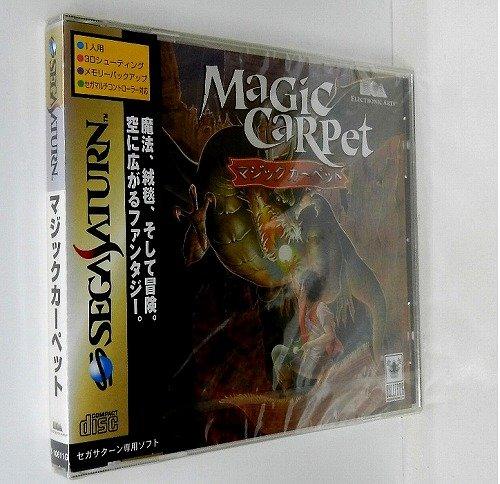 SEGA SATURN
マジックカーペット
1人用
3Dシューティング
メモリーバックアップ
セガマルチコントローラー対応
SEGA SATURN™
魔法、絨毯、そして冒険。
空に広がるファンタジー。
COMPACT
disc
セガサターン専用ソフト
MAGIC
CARPET
マジックカーペット
ELECTRONIC ARTS